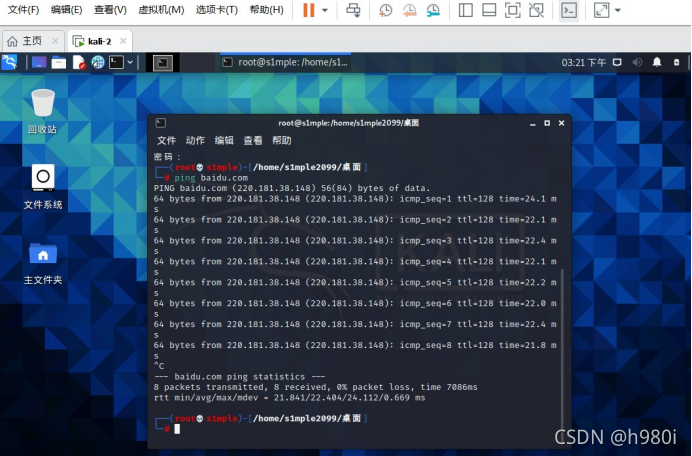 文件(F) 编辑(E) 查看(V) 虚拟机(M) 选项卡(T) 帮助(H)
主页 kali-2
root@s1mple: /home/s1... 03:21 下午
root@s1mple:/home/s1mple2099/桌面
文件 动作 编辑 查看 帮助
密码：
(root💀s1mple)-[/home/s1mple2099/桌面]
# ping baidu.com
PING baidu.com (220.181.38.148) 56(84) bytes of data.
64 bytes from 220.181.38.148 (220.181.38.148): icmp_seq=1 ttl=128 time=24.1 m
s
64 bytes from 220.181.38.148 (220.181.38.148): icmp_seq=2 ttl=128 time=22.1 m
s
64 bytes from 220.181.38.148 (220.181.38.148): icmp_seq=3 ttl=128 time=22.4 m
s
64 bytes from 220.181.38.148 (220.181.38.148): icmp_seq=4 ttl=128 time=22.1 m
s
64 bytes from 220.181.38.148 (220.181.38.148): icmp_seq=5 ttl=128 time=22.2 m
s
64 bytes from 220.181.38.148 (220.181.38.148): icmp_seq=6 ttl=128 time=22.0 m
s
64 bytes from 220.181.38.148 (220.181.38.148): icmp_seq=7 ttl=128 time=22.4 m
s
64 bytes from 220.181.38.148 (220.181.38.148): icmp_seq=8 ttl=128 time=21.8 m
s
^C
--- baidu.com ping statistics ---
8 packets transmitted, 8 received, 0% packet loss, time 7086ms
rtt min/avg/max/mdev = 21.841/22.404/24.112/0.669 ms
(root💀s1mple)-[/home/s1mple2099/桌面]
#
回收站
文件系统
主文件夹
KALI
CSDN @h980i